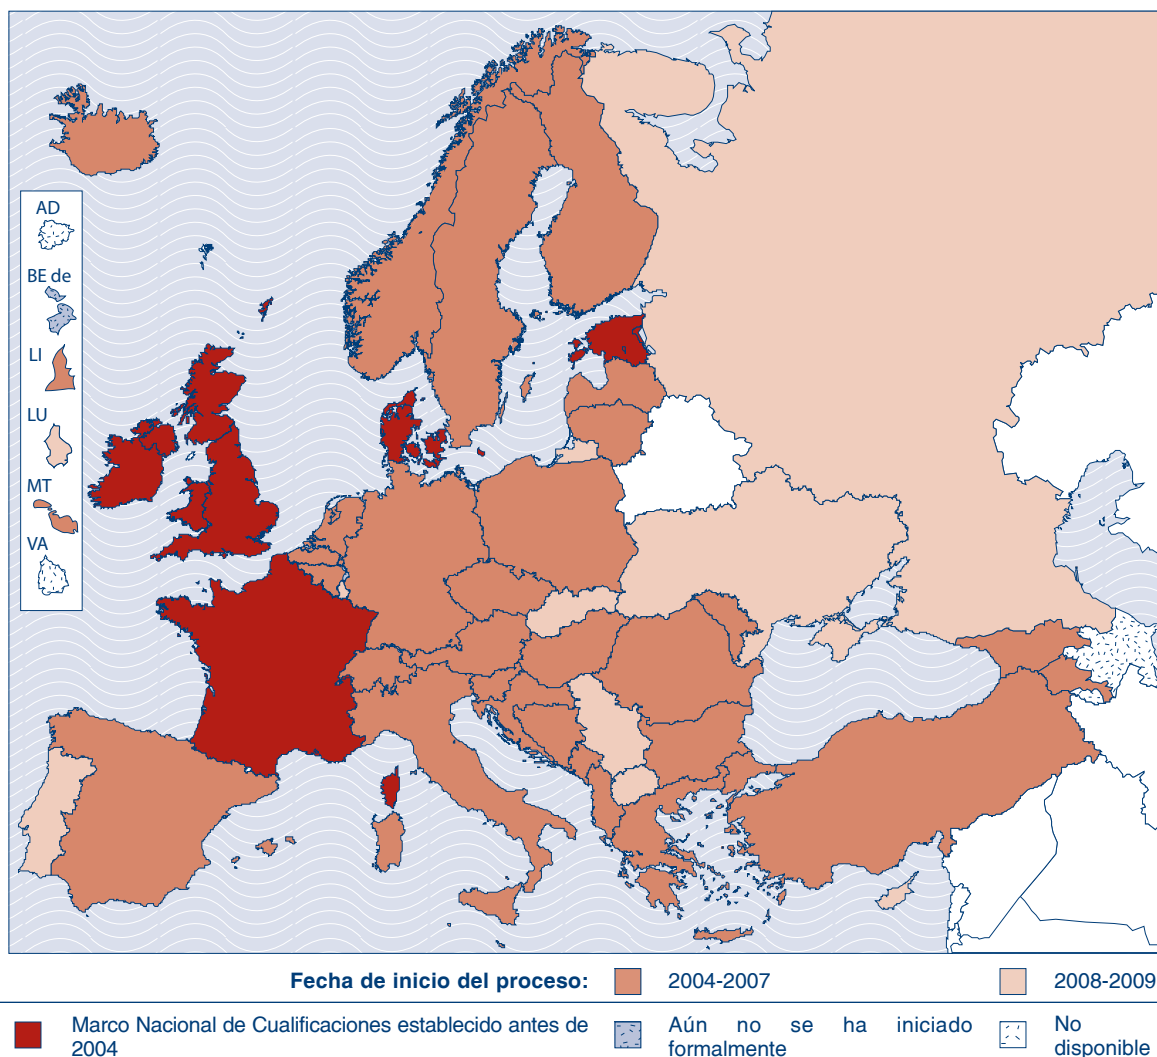 AD
BE de
LI
LU
MT
VA
Fecha de inicio del proceso: 2004-2007 2008-2009
Marco Nacional de Cualificaciones establecido antes de 2004
Aún no se ha iniciado formalmente
No disponible